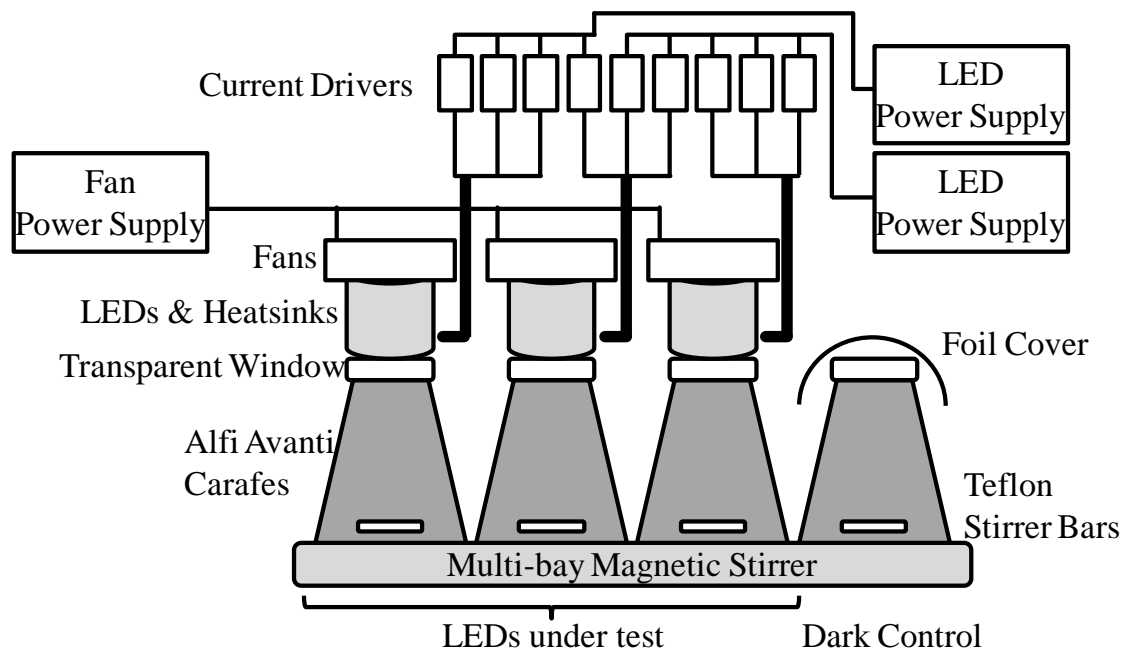 Current Drivers
LED
Power Supply
LED
Power Supply
Fan
Power Supply
Fans
LEDs & Heatsinks
Transparent Window
Foil Cover
Alfi Avanti
Carafes
Teflon
Stirrer Bars
Multi-bay Magnetic Stirrer
LEDs under test
Dark Control